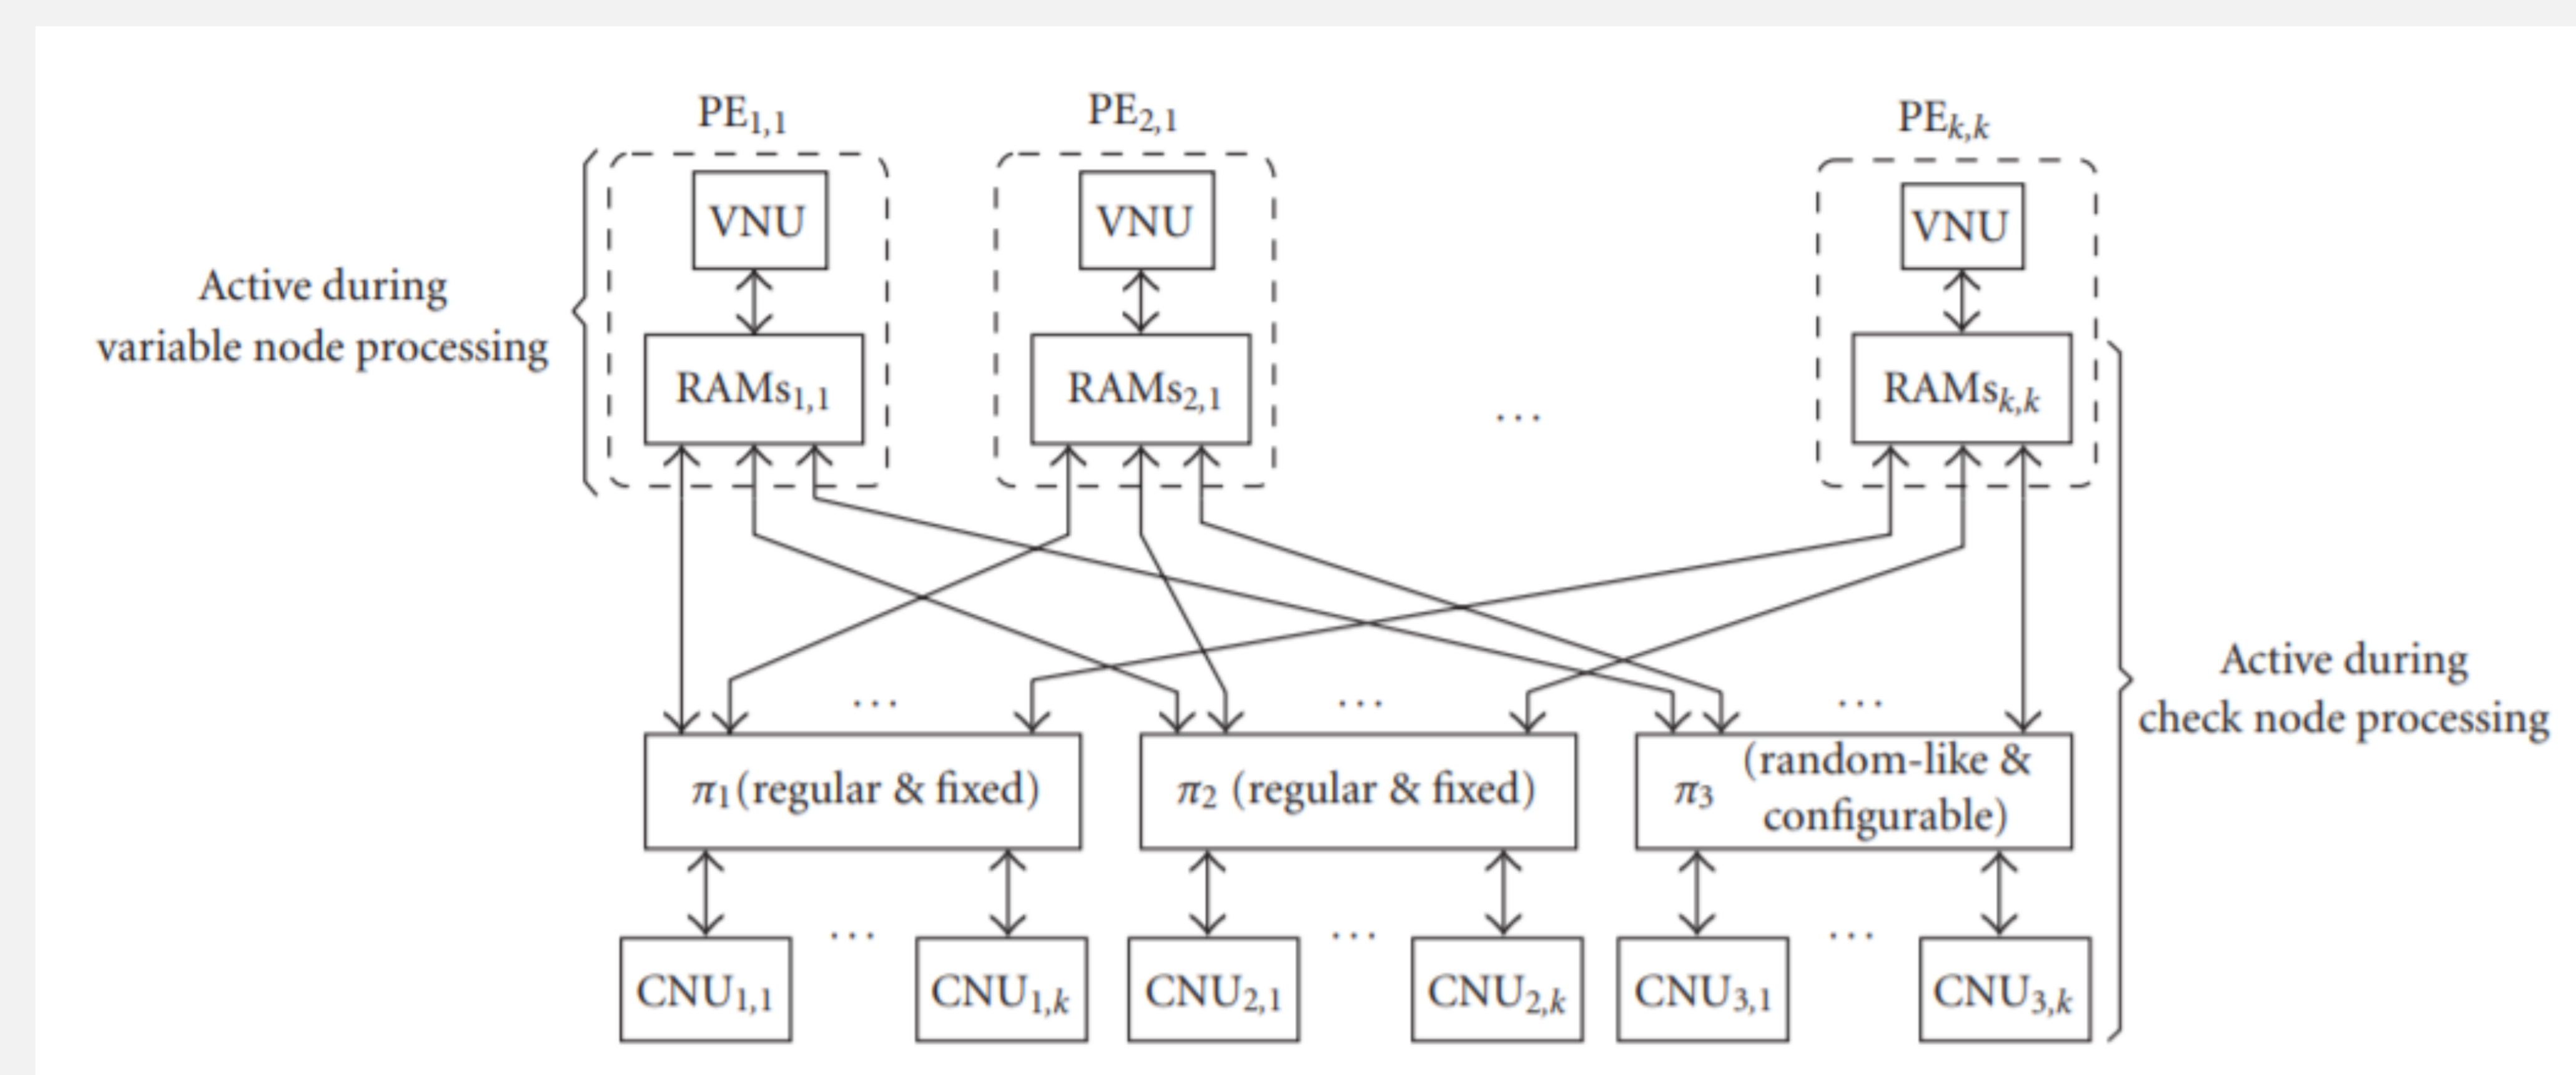 PE1,1
PE2,1
PEk,k
VNU
VNU
VNU
Active during
variable node processing
RAMs1,1
RAMs2,1
...
RAMsk,k
Active during
check node processing
...
...
...
π1(regular & fixed)
π2 (regular & fixed)
π3 (random-like &
configurable)
...
...
...
CNU1,1
CNU1,k
CNU2,1
CNU2,k
CNU3,1
CNU3,k